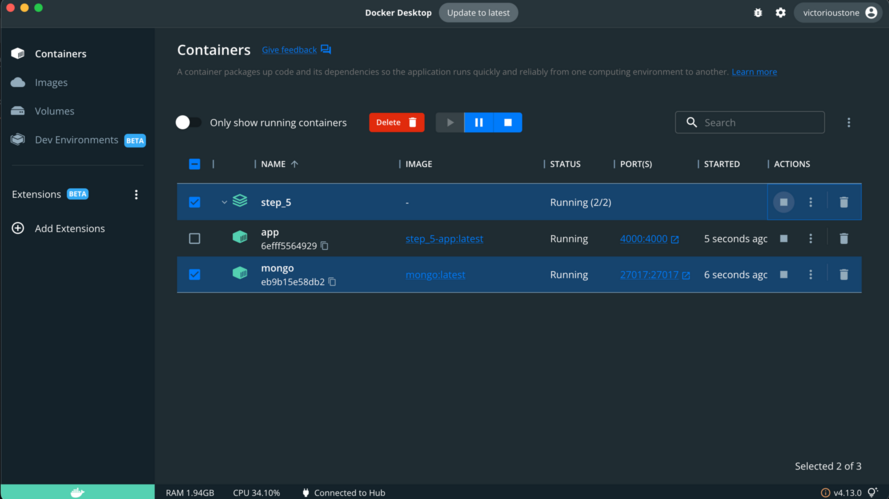 Docker Desktop Update to latest victorioustone
Containers
Images
Volumes
Dev Environments BETA
Extensions BETA
Add Extensions
Containers Give feedback
A container packages up code and its dependencies so the application runs quickly and reliably from one computing environment to another. Learn more
Only show running containers Delete Search
NAME IMAGE STATUS PORT(S) STARTED ACTIONS
step_5 - Running (2/2)
app
6efff5564929 step_5-app:latest Running 4000:4000 5 seconds agc
mongo
eb9b15e58db2 mongo:latest Running 27017:27017 6 seconds agc
Selected 2 of 3
RAM 1.94GB CPU 34.10% Connected to Hub v4.13.0